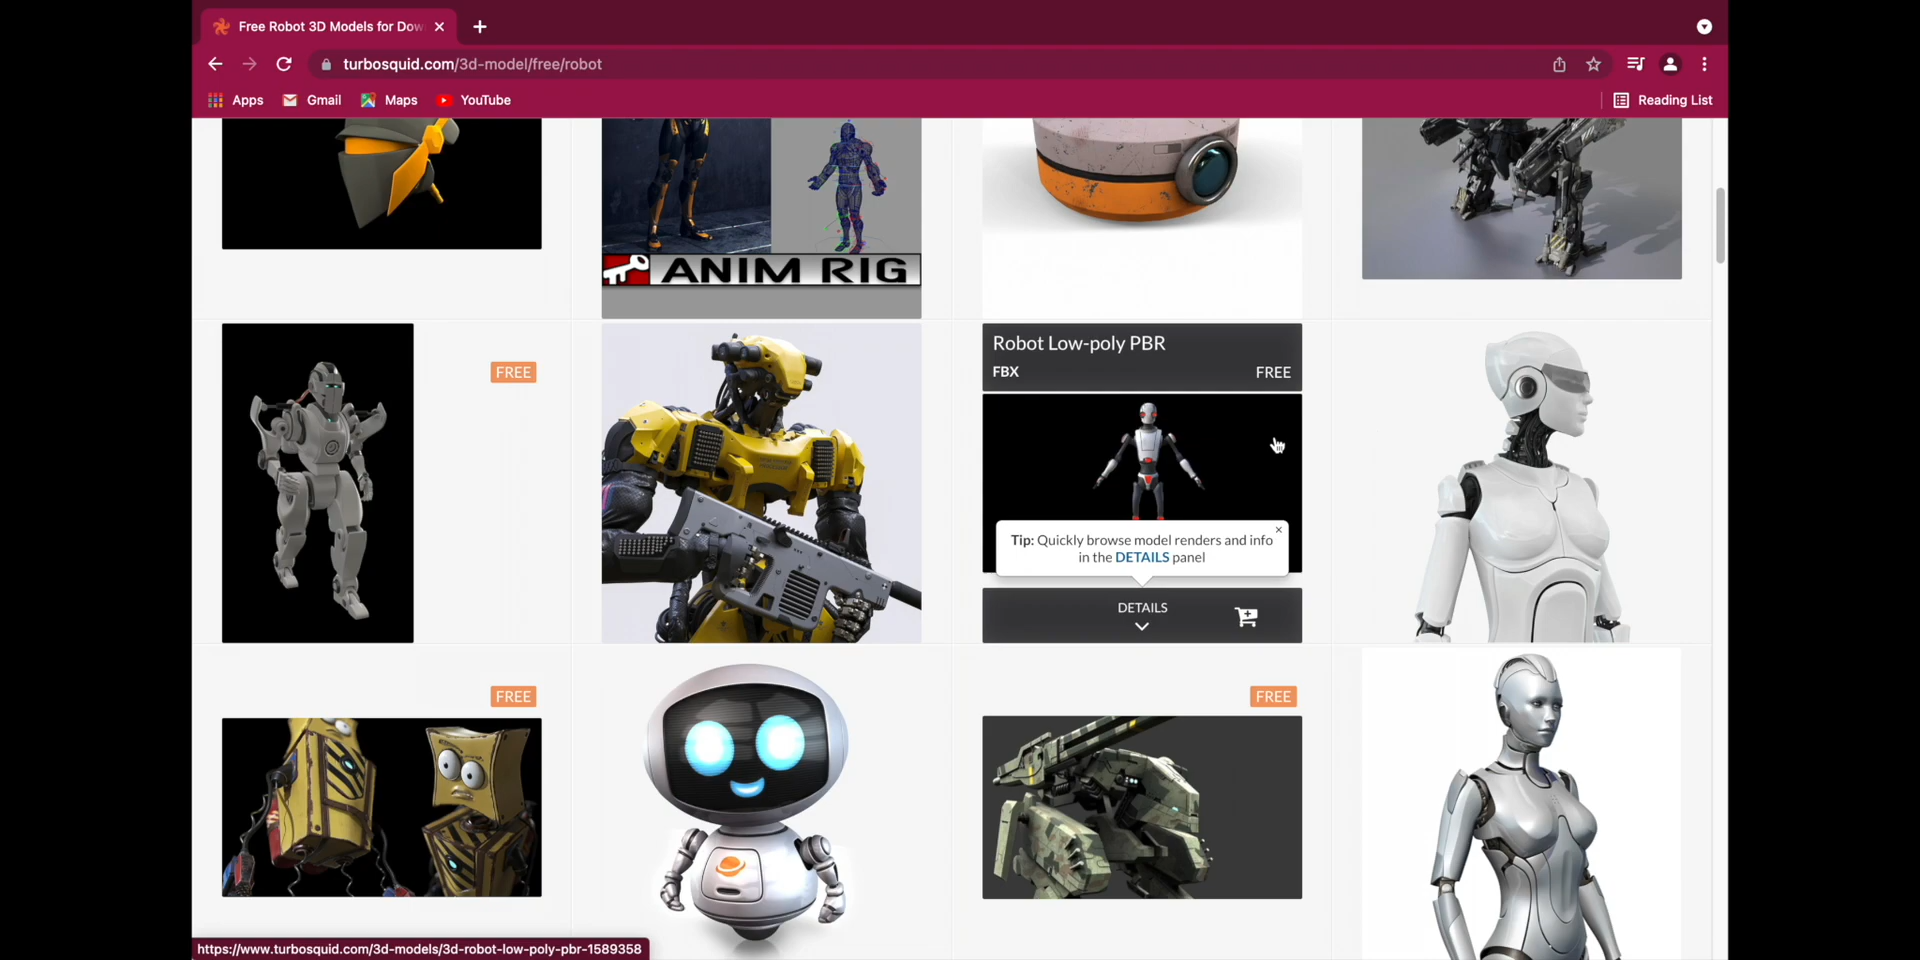 Free Robot 3D Models for Dow
turbosquid.com/3d-model/free/robot
Apps
Gmail
Maps
YouTube
Reading List
ANIM RIG
FREE
Robot Low-poly PBR
FBX
FREE
Tip: Quickly browse model renders and info
in the DETAILS panel
DETAILS
FREE
FREE
https://www.turbosquid.com/3d-models/3d-robot-low-poly-pbr-1589358